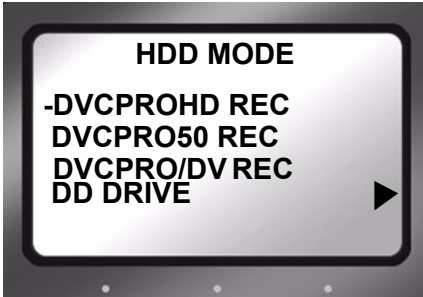 HDD MODE
-DVCPROHD REC
DVCPRO50 REC
DVCPRO/DV REC
DD DRIVE